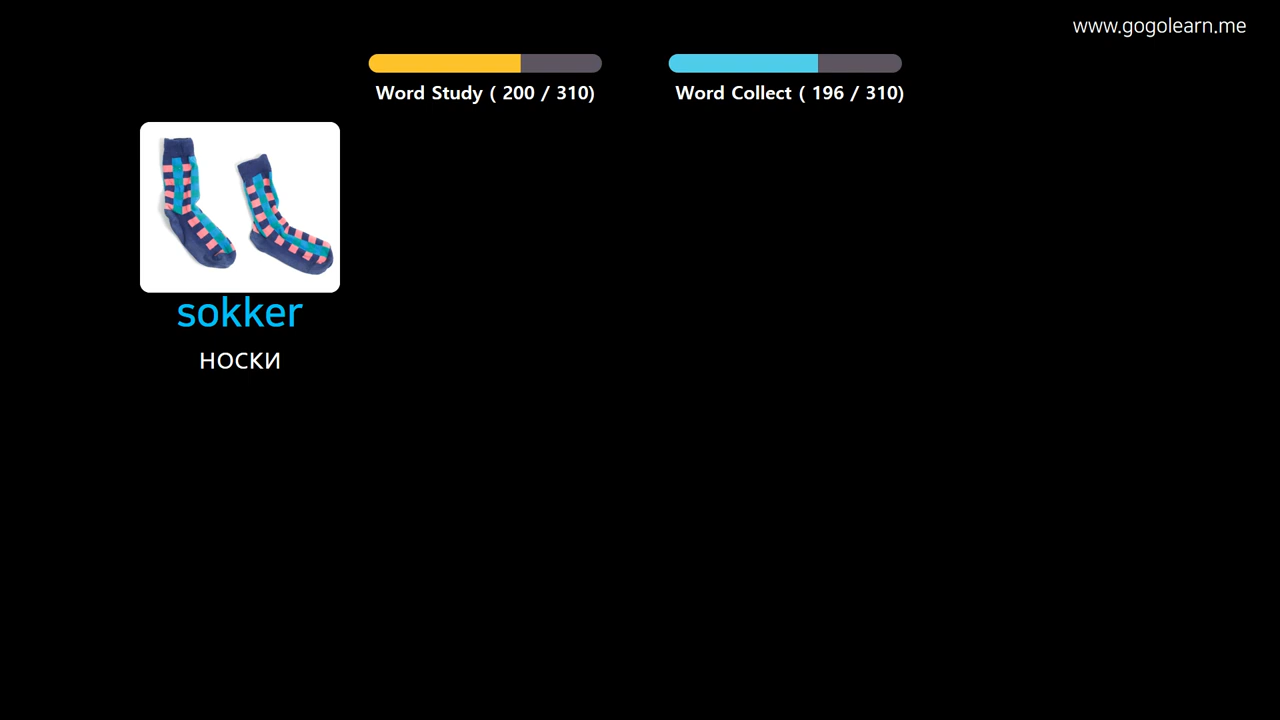 www.gogolearn.me
Word Study ( 200 / 310)
Word Collect ( 196 / 310)
sokker
носки